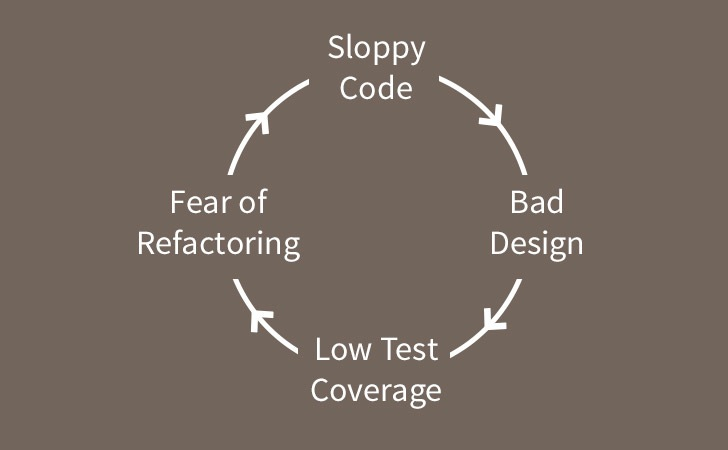 Sloppy
Code
Fear of
Refactoring
Bad
Design
Low Test
Coverage